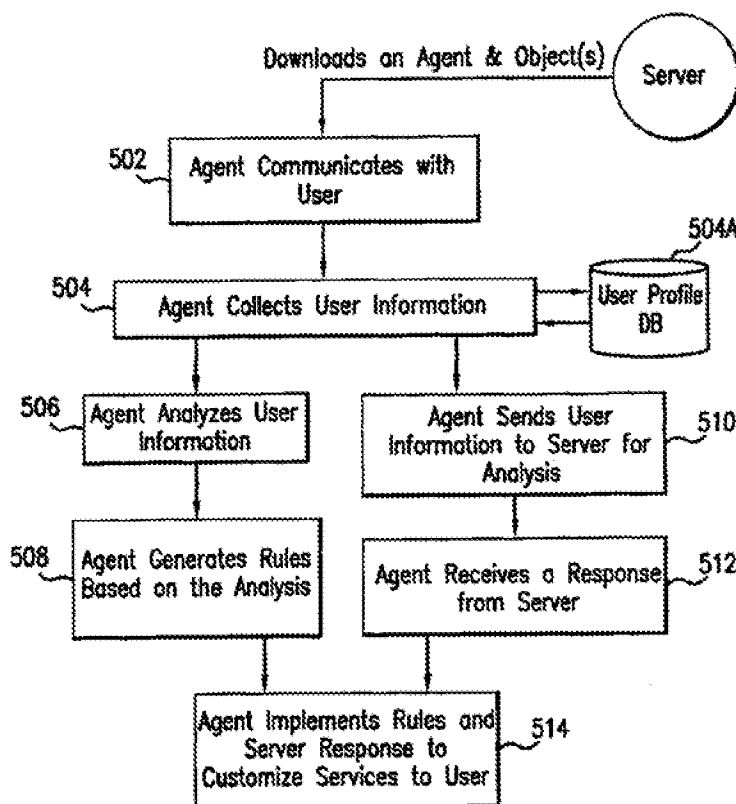 Downloads an Agent & Object(s)
Server
502
Agent Communicates with
User
504A
504
Agent Collects User Information
User Profile
DB
506
Agent Analyzes User
Information
Agent Sends User
Information to Server for
Analysis
510
508
Agent Generates Rules
Based on the Analysis
Agent Receives a Response
from Server
512
Agent Implements Rules and
Server Response to
Customize Services to User
514